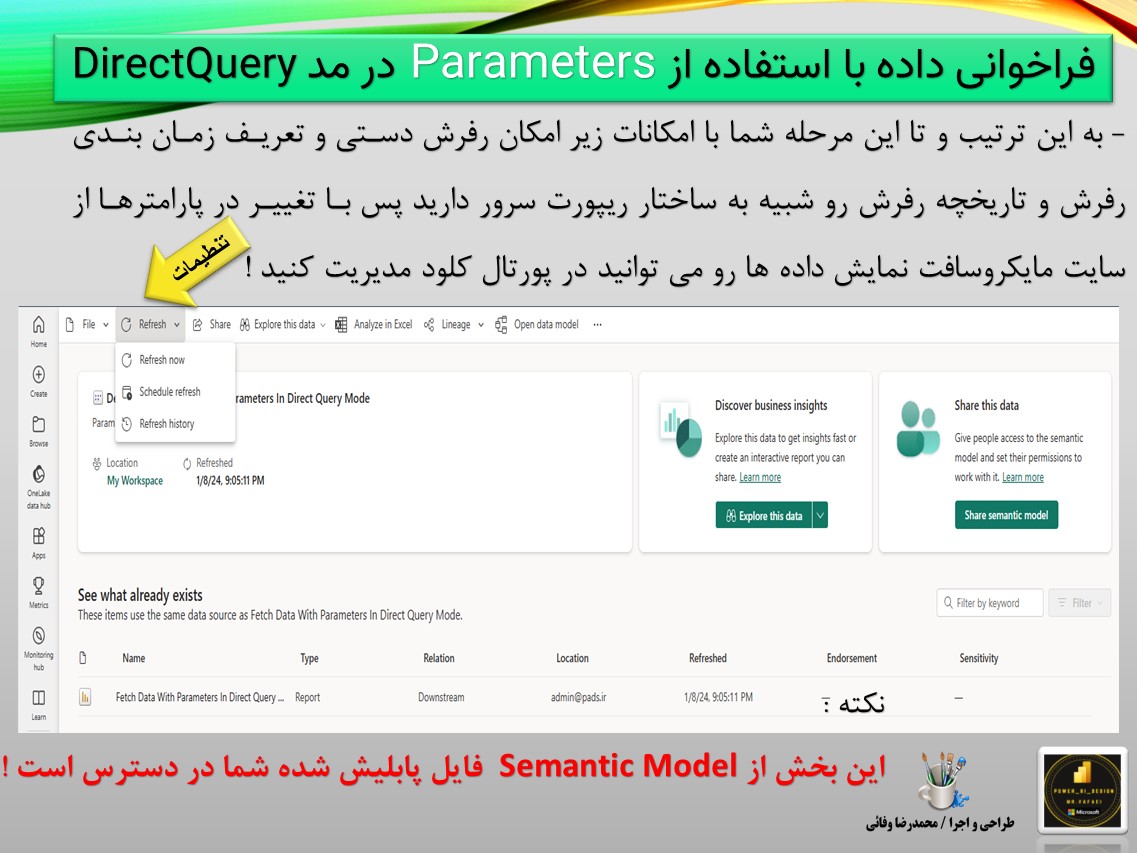 فراخوانی داده با استفاده از Parameters در مد DirectQuery
- به این ترتیب و تا این مرحله شما با امکانات زیر امکان رفرش دستی و تعریف زمان بندی
رفرش و تاریخچه رفرش رو شبیه به ساختار ریپورت سرور دارید پس با تغییر در پارامترها از
سایت مایکروسافت نمایش داده ها رو می توانید در پورتال کلود مدیریت کنید !
تنظیمات
File Refresh Share Explore this data Analyze in Excel Lineage Open data model ...
Home
Create
Browse
OneLake
data hub
Apps
Metrics
Monitoring
hub
Learn
Refresh now
Schedule refresh
Refresh history
rameters In Direct Query Mode
Param
Location Refreshed
My Workspace 1/8/24, 9:05:11 PM
Discover business insights
Explore this data to get insights fast or
create an interactive report you can
share. Learn more
Explore this data
Share this data
Give people access to the semantic
model and set their permissions to
work with it. Learn more
Share semantic model
See what already exists
These items use the same data source as Fetch Data With Parameters In Direct Query Mode.
Filter by keyword Filter
Name Type Relation Location Refreshed Endorsement Sensitivity
Fetch Data With Parameters In Direct Query ... Report Downstream admin@pads.ir 1/8/24, 9:05:11 PM — —
نکته :
این بخش از Semantic Model فایل پابلیش شده شما در دسترس است !
طراحی و اجرا / محمدرضا وفائی
POWER_BI_DESIGN
MR.VAFAEI
Microsoft